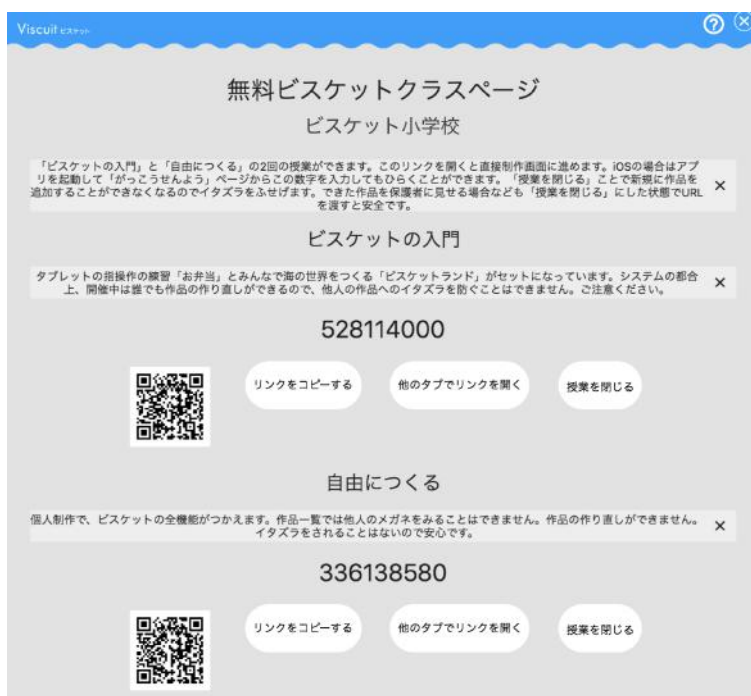 Viscuit ビスケット
?
無料ビスケットクラスページ
ビスケット小学校
「ビスケットの入門」と「自由につくる」の2回の授業ができます。このリンクを開くと直接制作画面に進めます。iOSの場合はアプ
リを起動して「がっこうせんよう」ページからこの数字を入力してもひらくことができます。「授業を閉じる」ことで新規に作品を
追加することができなくなるのでイタズラをふせげます。できた作品を保護者に見せる場合なども「授業を閉じる」にした状態でURL
を渡すと安全です。
ビスケットの入門
タブレットの指操作の練習「お弁当」とみんなで海の世界をつくる「ビスケットランド」がセットになっています。システムの都合
上、開催中は誰でも作品の作り直しができるので、他人の作品へのイタズラを防ぐことはできません。ご注意ください。
528114000
リンクをコピーする 他のタブでリンクを開く 授業を閉じる
自由につくる
個人制作で、ビスケットの全機能がつかえます。作品一覧では他人のメガネをみることはできません。作品の作り直しができません。
イタズラをされることはないので安心です。
336138580
リンクをコピーする 他のタブでリンクを開く 授業を閉じる